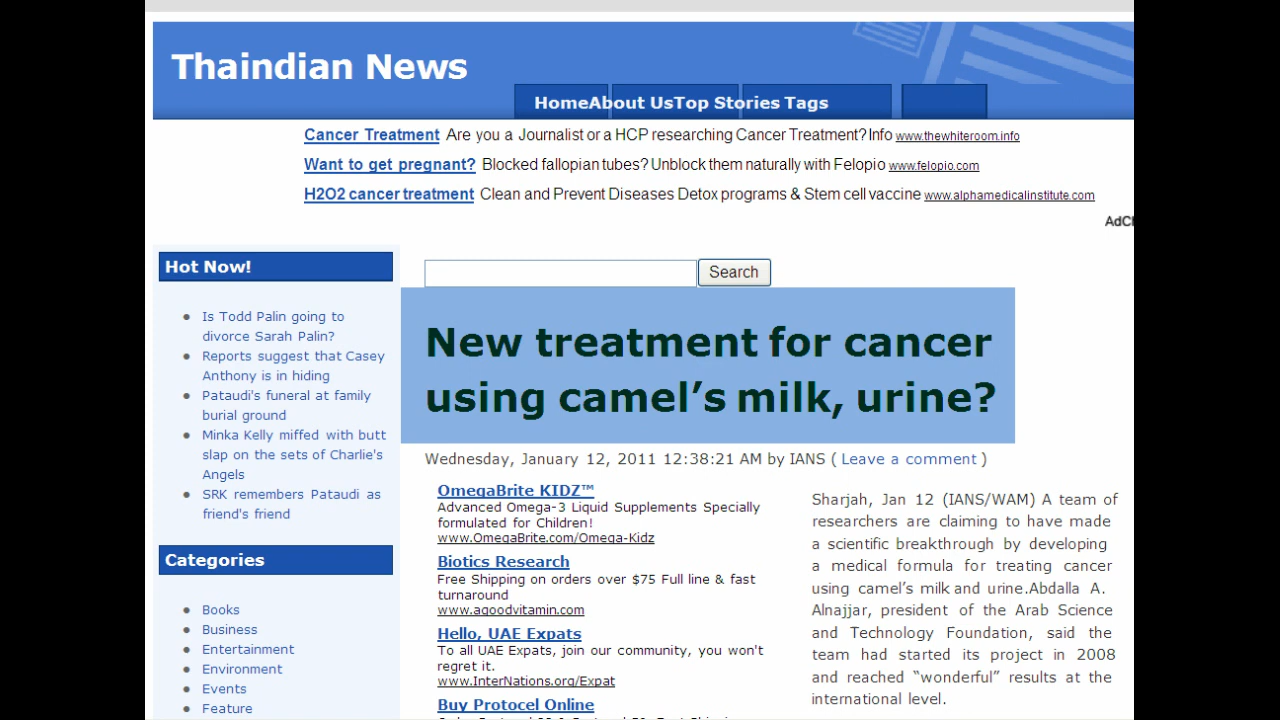 Thaindian News
Home About Us Top Stories Tags
Cancer Treatment Are you a Journalist or a HCP researching Cancer Treatment? Info www.thewhiteroom.info
Want to get pregnant? Blocked fallopian tubes? Unblock them naturally with Felopio www.felopio.com
H2O2 cancer treatment Clean and Prevent Diseases Detox programs & Stem cell vaccine www.alphamedicalinstitute.com
Hot Now!
Is Todd Palin going to
divorce Sarah Palin?
Reports suggest that Casey
Anthony is in hiding
Pataudi's funeral at family
burial ground
Minka Kelly miffed with butt
slap on the sets of Charlie's
Angels
SRK remembers Pataudi as
friend's friend
Categories
Books
Business
Entertainment
Environment
Events
Feature
Search
New treatment for cancer
using camel’s milk, urine?
Wednesday, January 12, 2011 12:38:21 AM by IANS ( Leave a comment )
OmegaBrite KIDZ™
Advanced Omega-3 Liquid Supplements Specially
formulated for Children!
www.OmegaBrite.com/Omega-Kidz
Biotics Research
Free Shipping on orders over $75 Full line & fast
turnaround
www.agoodvitamin.com
Hello, UAE Expats
To all UAE Expats, join our community, you won't
regret it.
www.InterNations.org/Expat
Buy Protocel Online
Sharjah, Jan 12 (IANS/WAM) A team of
researchers are claiming to have made
a scientific breakthrough by developing
a medical formula for treating cancer
using camel’s milk and urine.Abdalla A.
Alnajjar, president of the Arab Science
and Technology Foundation, said the
team had started its project in 2008
and reached “wonderful” results at the
international level.